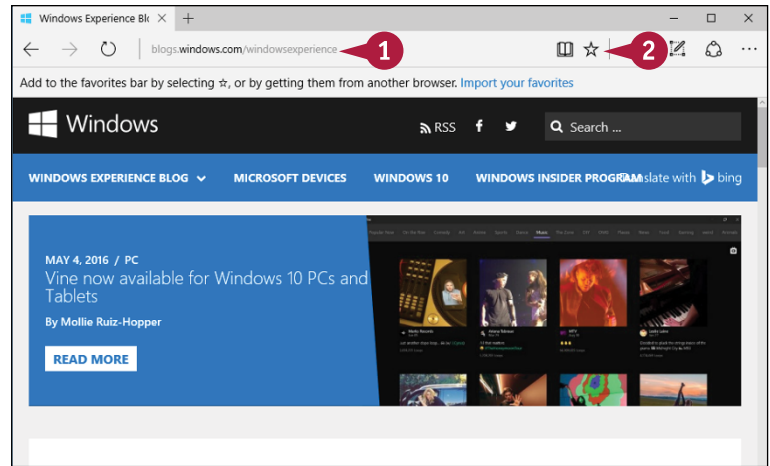 Windows Experience Blc
blogs.windows.com/windowsexperience
1
2
Add to the favorites bar by selecting ☆, or by getting them from another browser. Import your favorites
Windows
RSS
Search ...
WINDOWS EXPERIENCE BLOG MICROSOFT DEVICES WINDOWS 10 WINDOWS INSIDER PROGRAM Translate with bing
MAY 4, 2016 / PC
Vine now available for Windows 10 PCs and
Tablets
By Mollie Ruiz-Hopper
READ MORE
Music